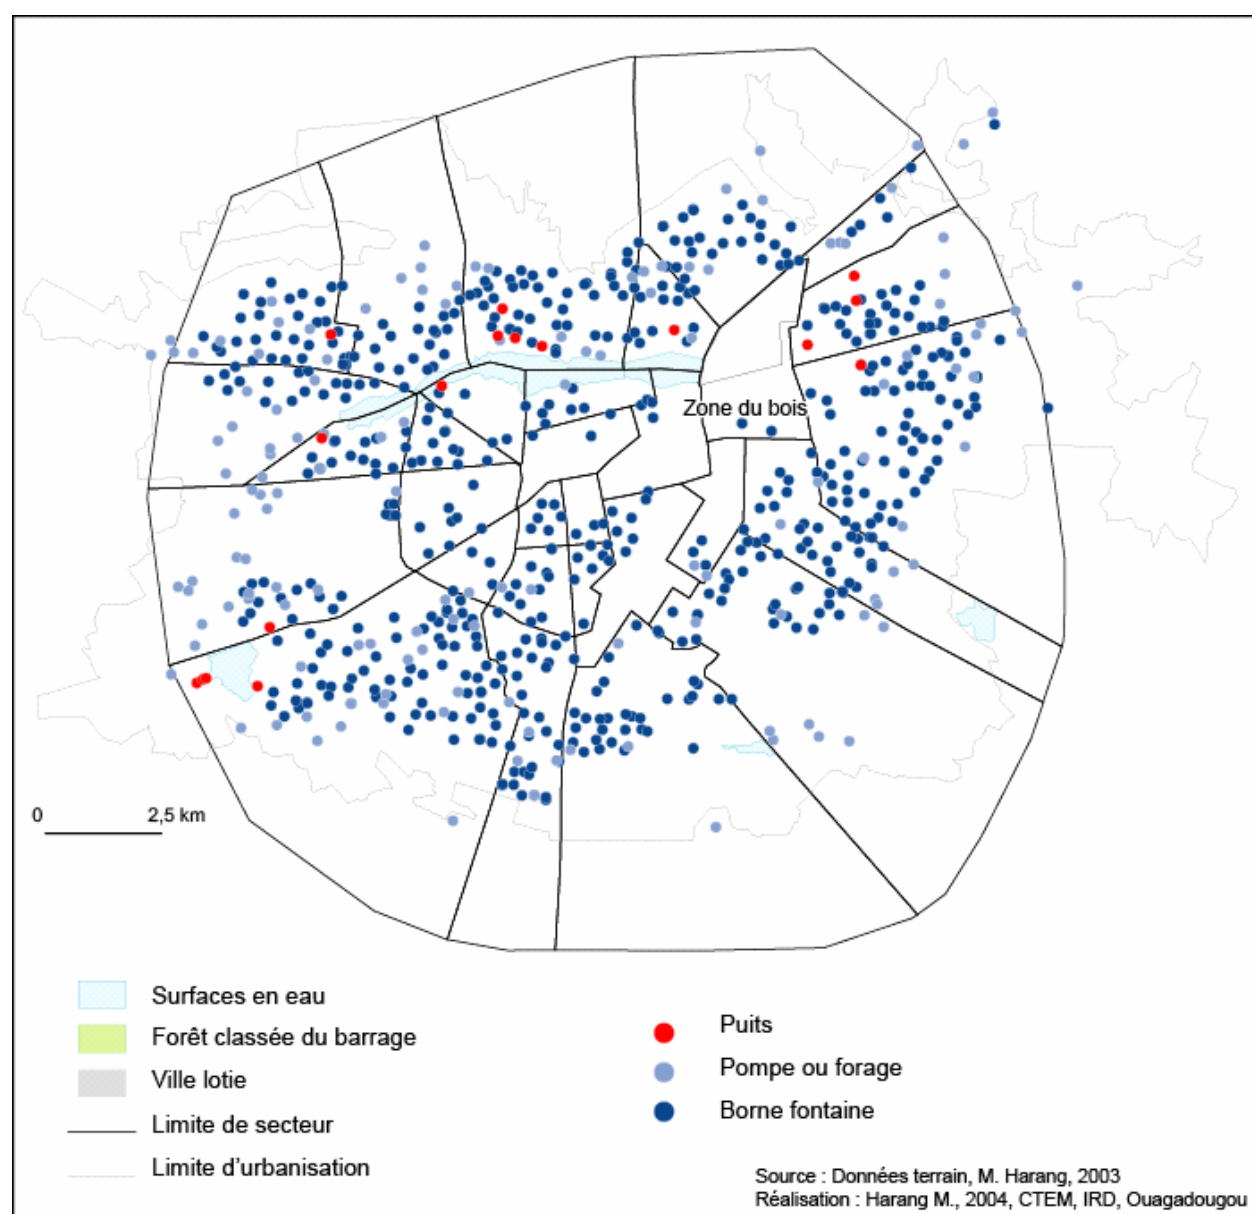 Zone du bois
0 2,5 km
Surfaces en eau
Forêt classée du barrage
Ville lotie
Limite de secteur
Limite d'urbanisation
Puits
Pompe ou forage
Borne fontaine
Source : Données terrain, M. Harang, 2003
Réalisation : Harang M., 2004, CTEM, IRD, Ouagadougou